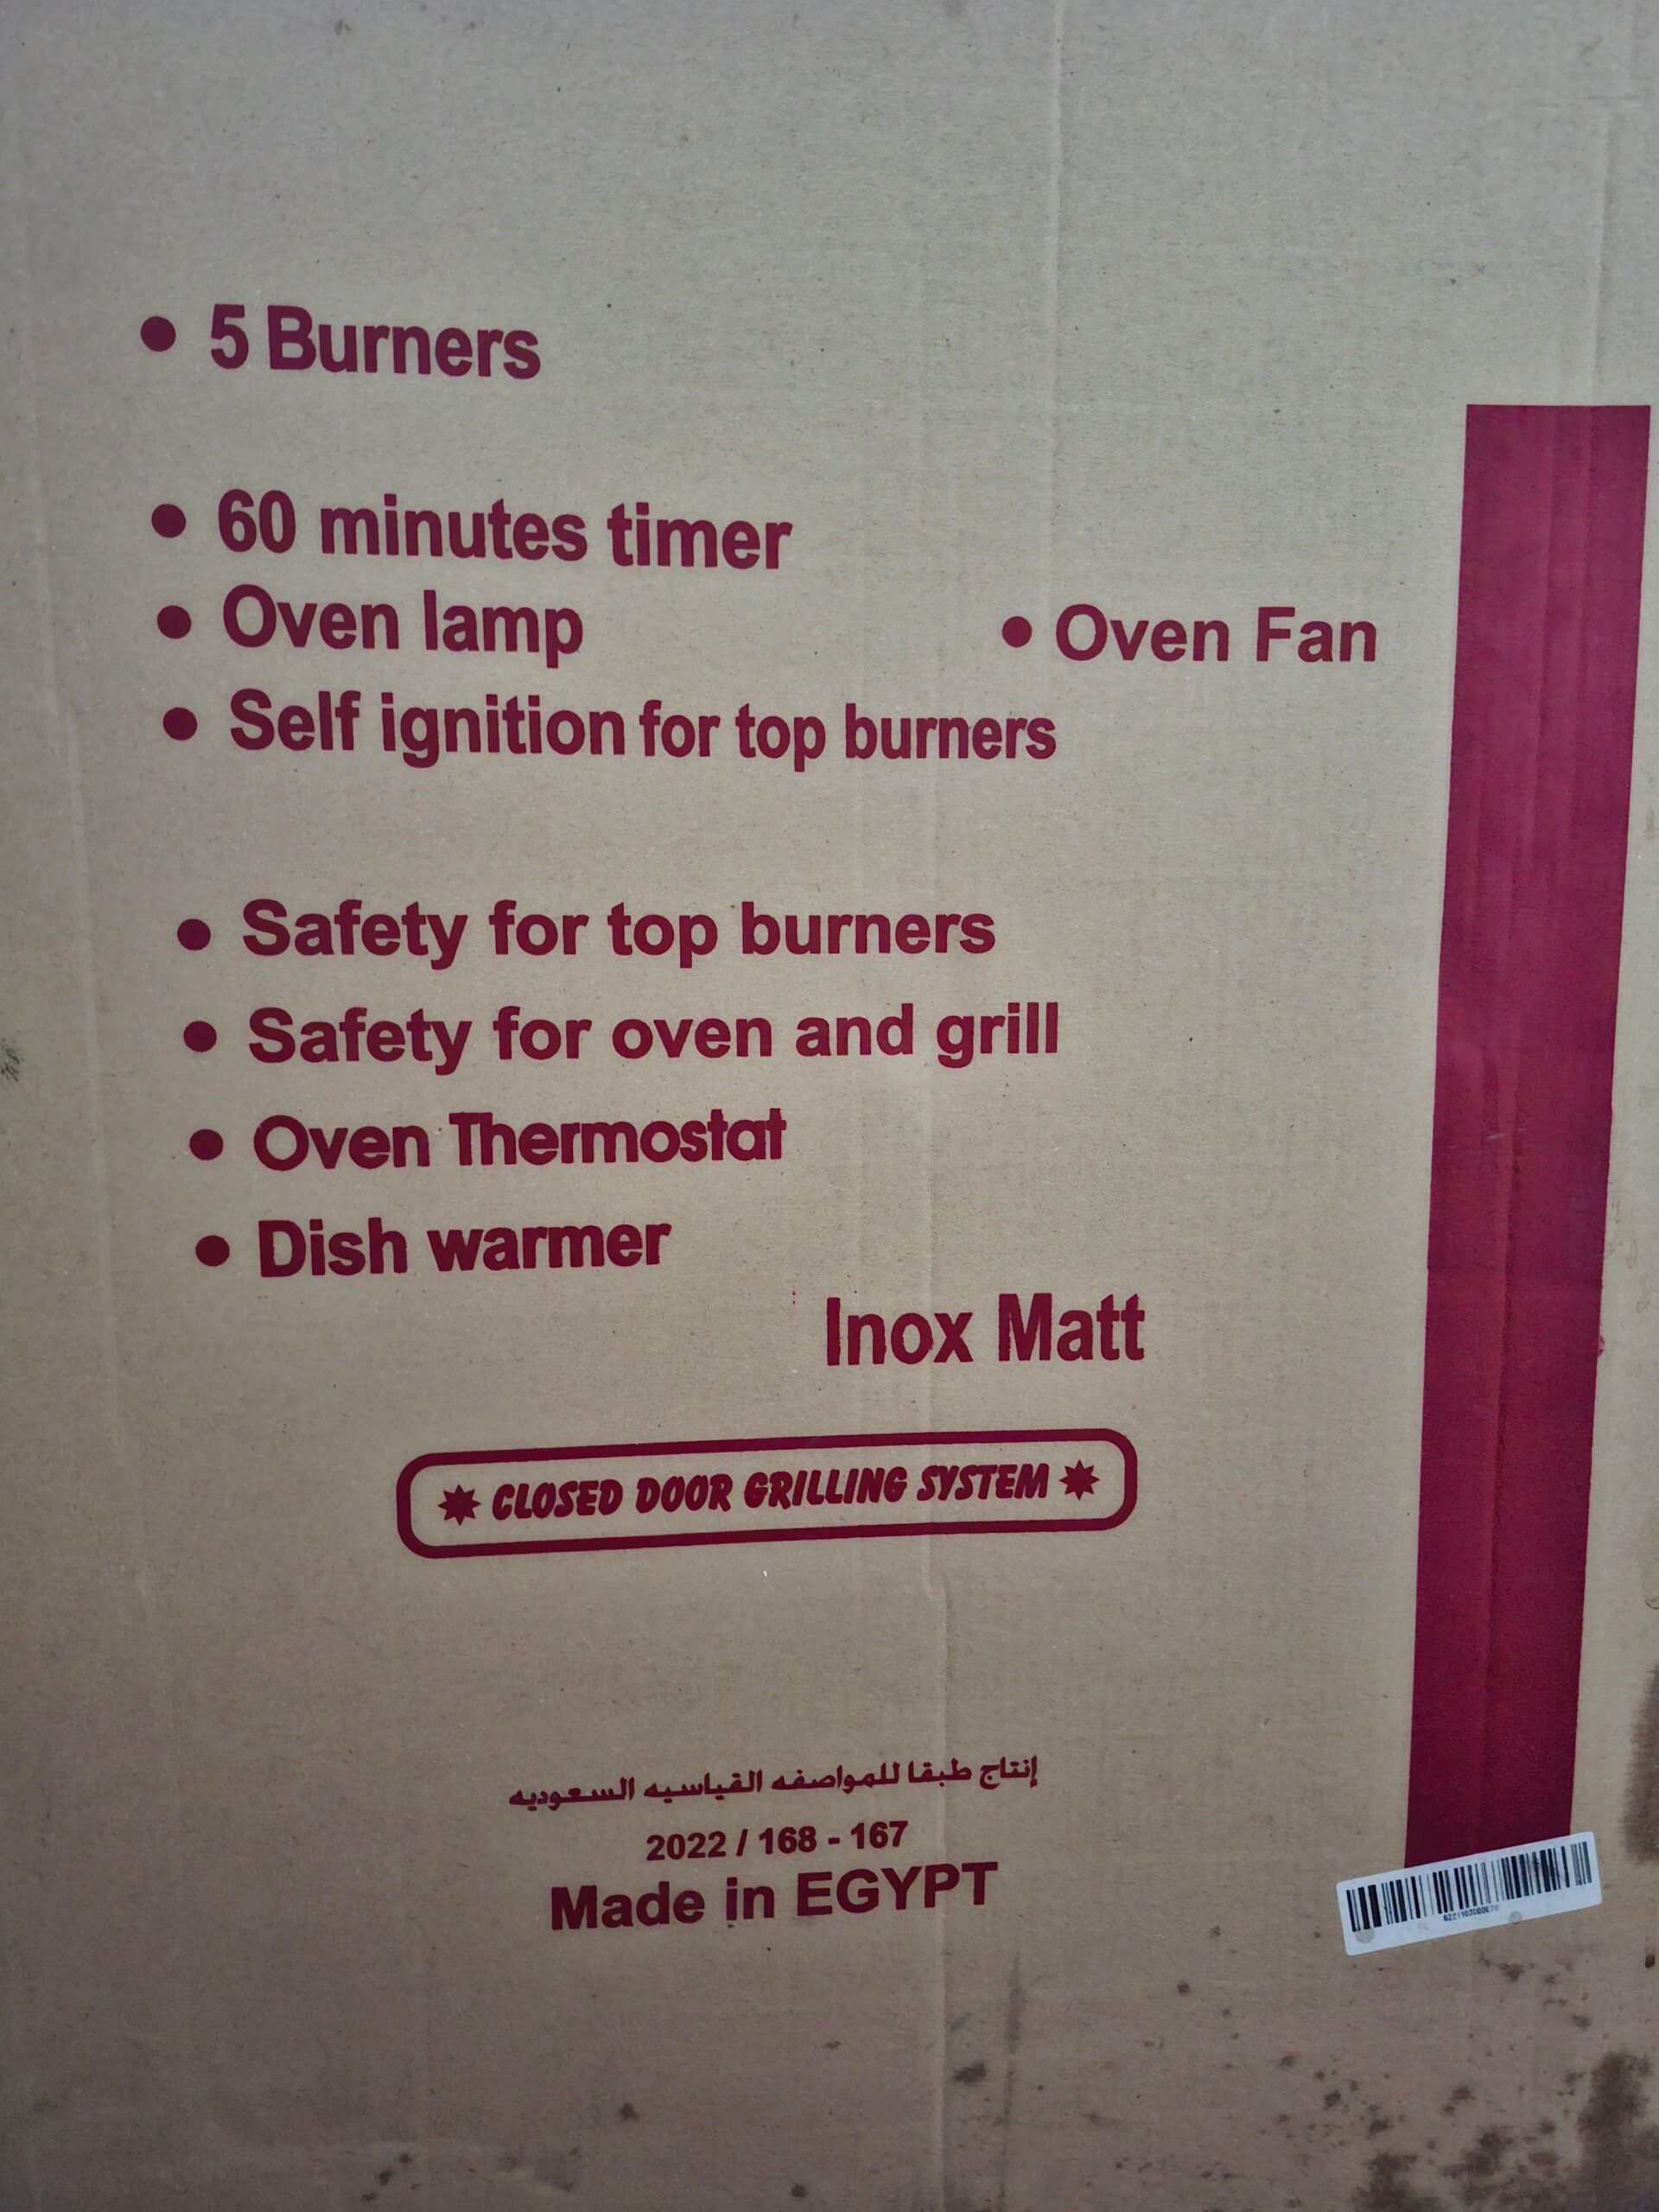 • 5 Burners
• 60 minutes timer
• Oven lamp • Oven Fan
• Self ignition for top burners
• Safety for top burners
• Safety for oven and grill
• Oven Thermostat
• Dish warmer
Inox Matt
CLOSED DOOR GRILLING SYSTEM
إنتاج طبقا للمواصفه القياسيه السعوديه
2022 / 168 - 167
Made in EGYPT